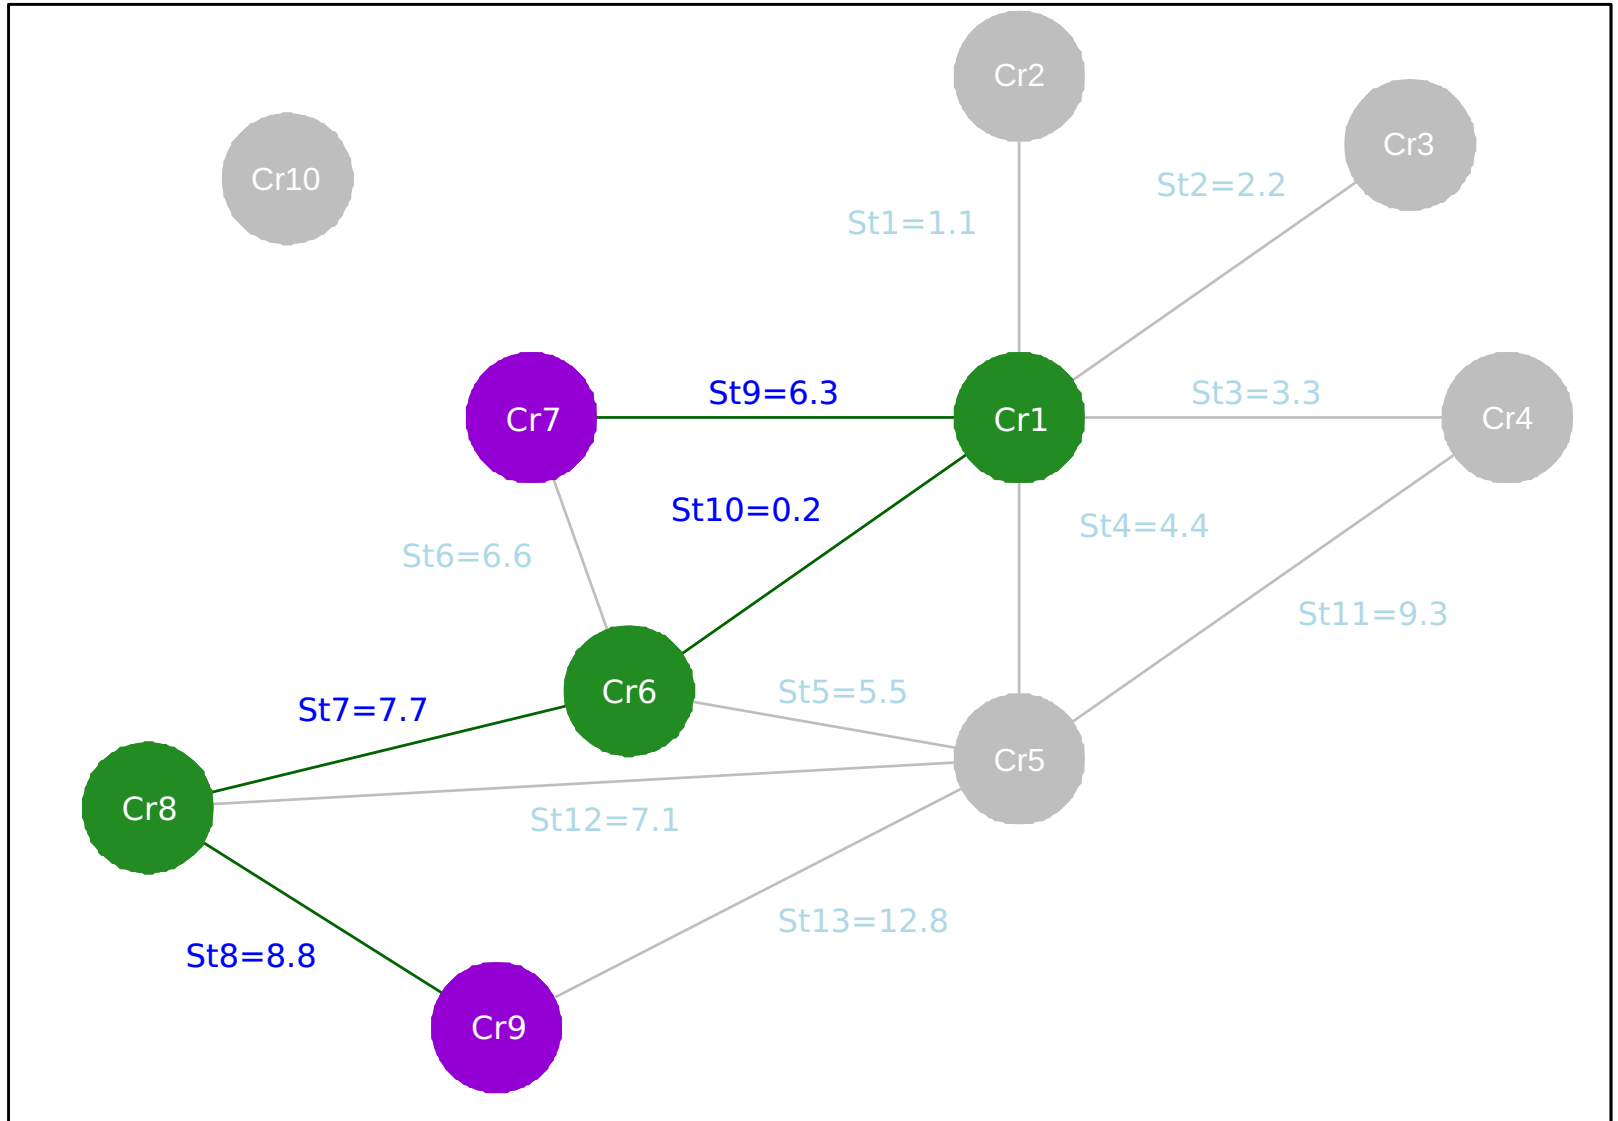 Cr2
Cr3
Cr10
St2=2.2
St1=1.1
St9=6.3
St3=3.3
Cr7
Cr1
Cr4
St10=0.2
St4=4.4
St6=6.6
St11=9.3
Cr6
St5=5.5
St7=7.7
Cr5
Cr8
St12=7.1
St13=12.8
St8=8.8
Cr9